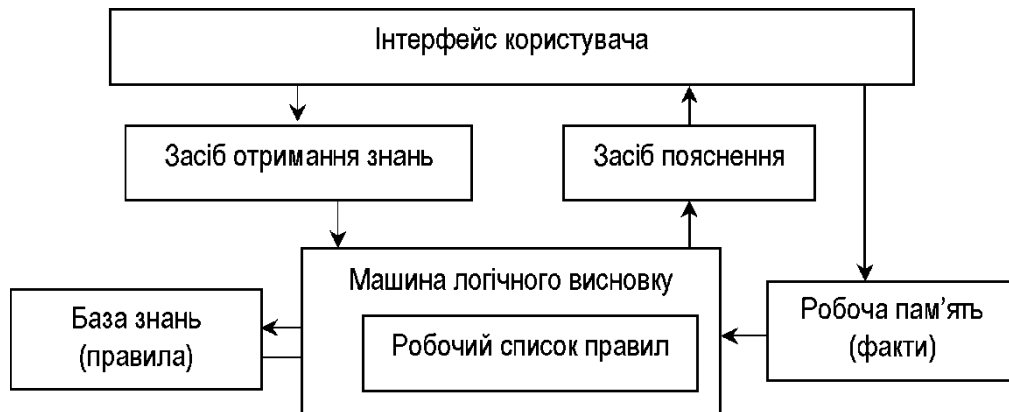 Інтерфейс користувача
Засіб отримання знань
Засіб пояснення
Машина логічного висновку
База знань
(правила)
Робочий список правил
Робоча пам’ять
(факти)